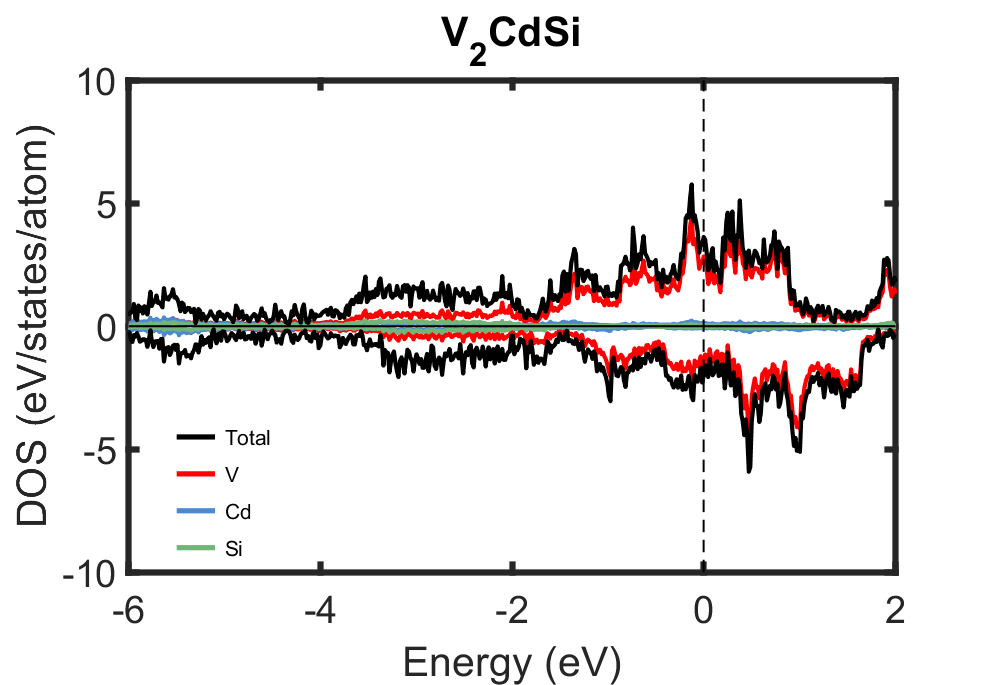 V₂CdSi
DOS (eV/states/atom)
10
5
0
-5
-10
Total
V
Cd
Si
-6 -4 -2 0 2
Energy (eV)